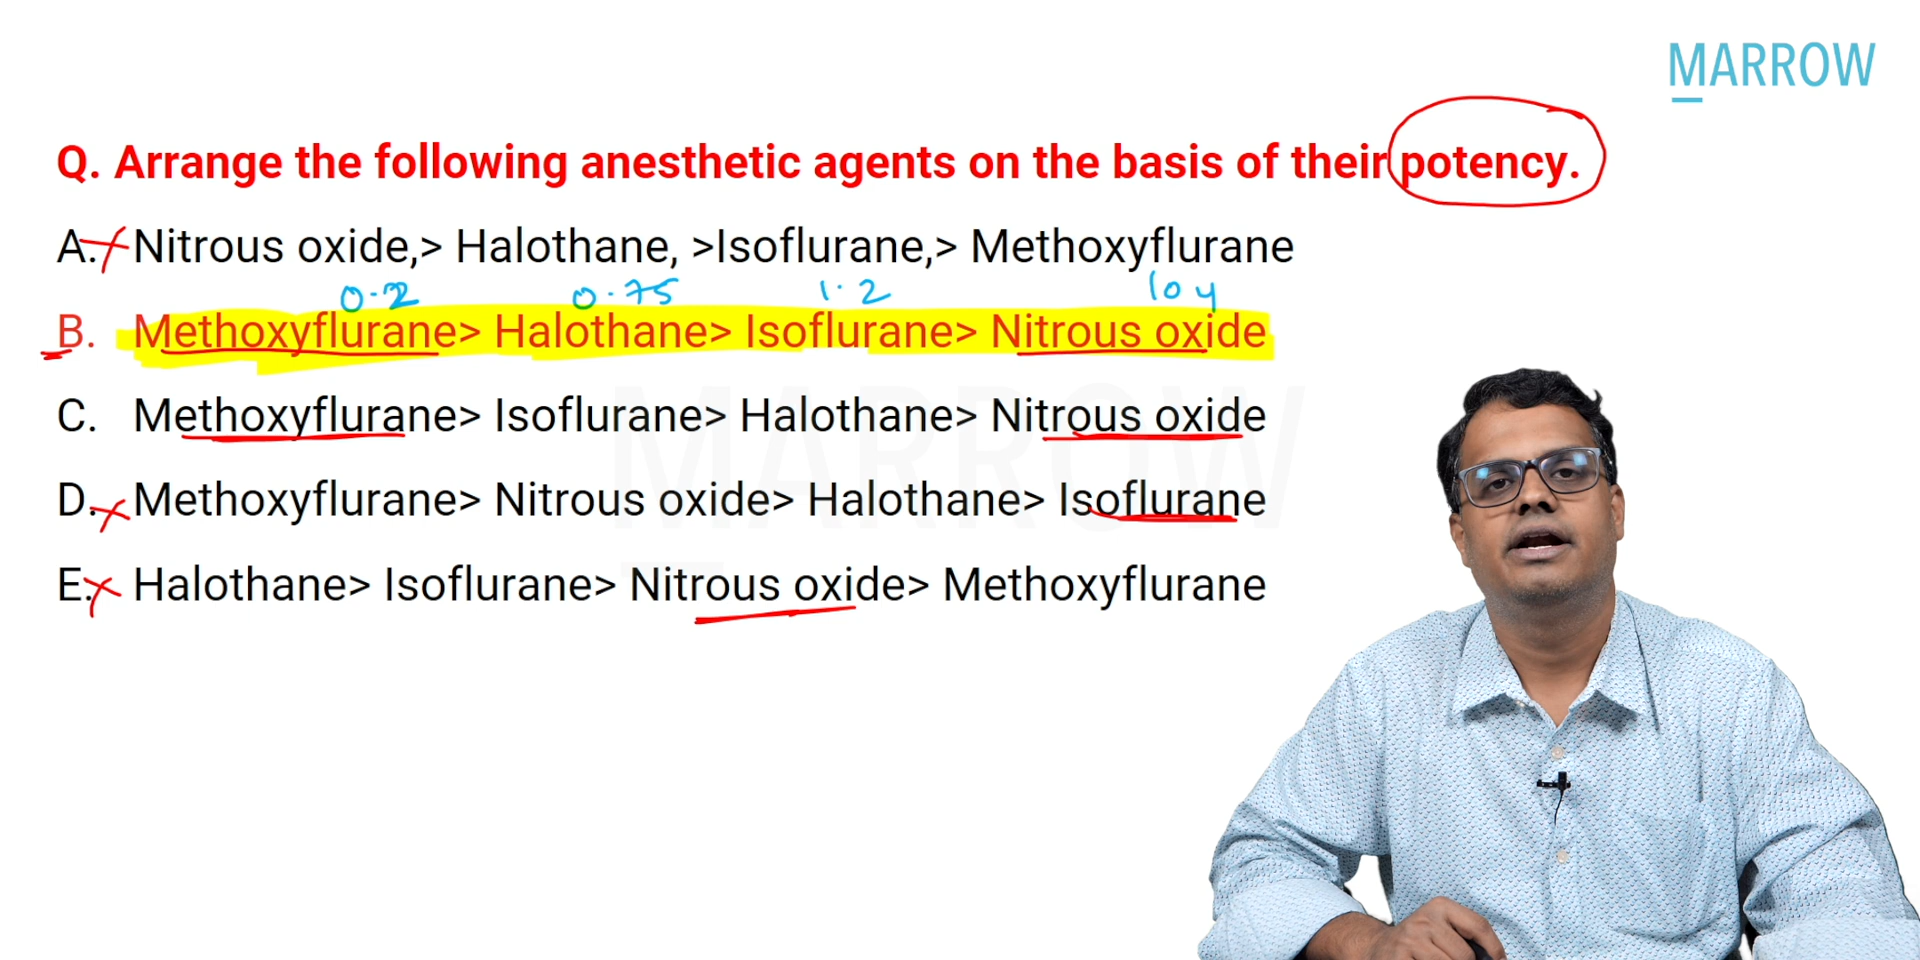 MARROW
Q. Arrange the following anesthetic agents on the basis of their potency.
A. Nitrous oxide,> Halothane, >Isoflurane,> Methoxyflurane
0.2 0.75 1.2 104
B. Methoxyflurane> Halothane> Isoflurane> Nitrous oxide
C. Methoxyflurane> Isoflurane> Halothane> Nitrous oxide
MARROW
D. Methoxyflurane> Nitrous oxide> Halothane> Isoflurane
E. Halothane> Isoflurane> Nitrous oxide> Methoxyflurane